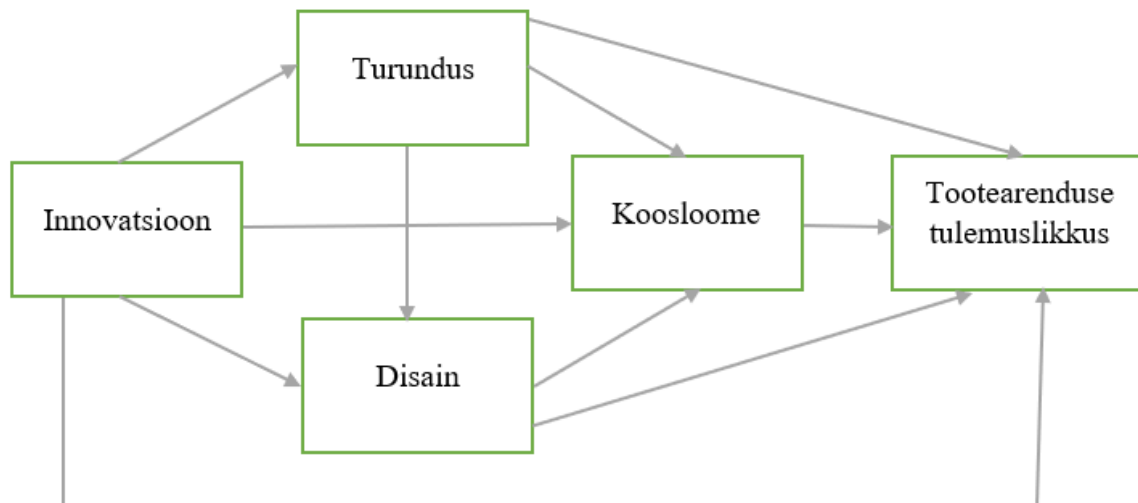 Turundus
Innovatsioon
Koosloome
Tootearenduse
tulemuslikkus
Disain